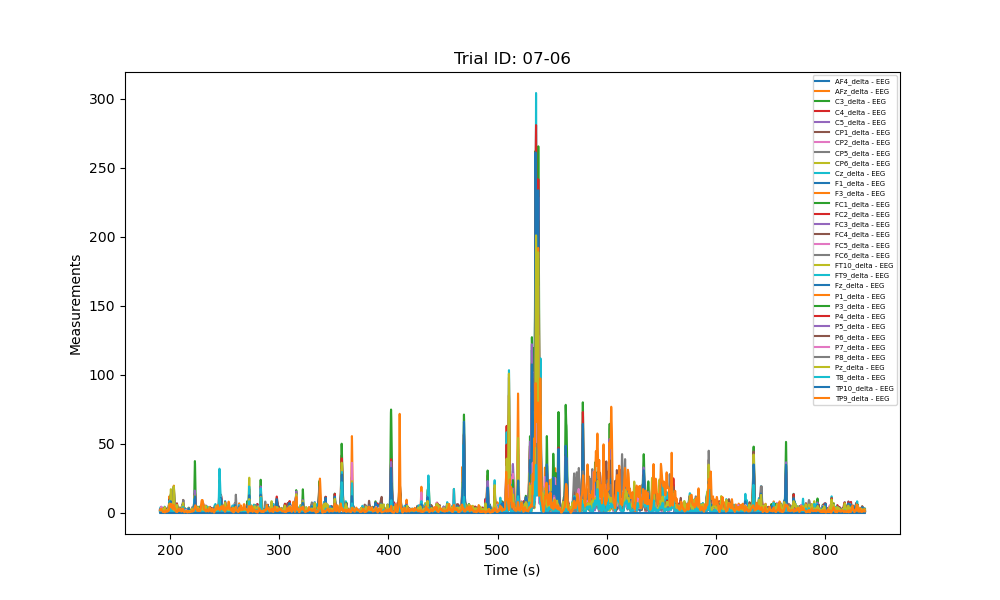 Trial ID: 07-06
Measurements
300
250
200
150
100
50
0
200
300
400
500
600
700
800
Time (s)
AF4_delta - EEG
AFz_delta - EEG
C3_delta - EEG
C4_delta - EEG
C5_delta - EEG
CP1_delta - EEG
CP2_delta - EEG
CP5_delta - EEG
CP6_delta - EEG
Cz_delta - EEG
F1_delta - EEG
F3_delta - EEG
FC1_delta - EEG
FC2_delta - EEG
FC3_delta - EEG
FC4_delta - EEG
FC5_delta - EEG
FC6_delta - EEG
FT10_delta - EEG
FT9_delta - EEG
Fz_delta - EEG
P1_delta - EEG
P3_delta - EEG
P4_delta - EEG
P5_delta - EEG
P6_delta - EEG
P7_delta - EEG
P8_delta - EEG
Pz_delta - EEG
T8_delta - EEG
TP10_delta - EEG
TP9_delta - EEG